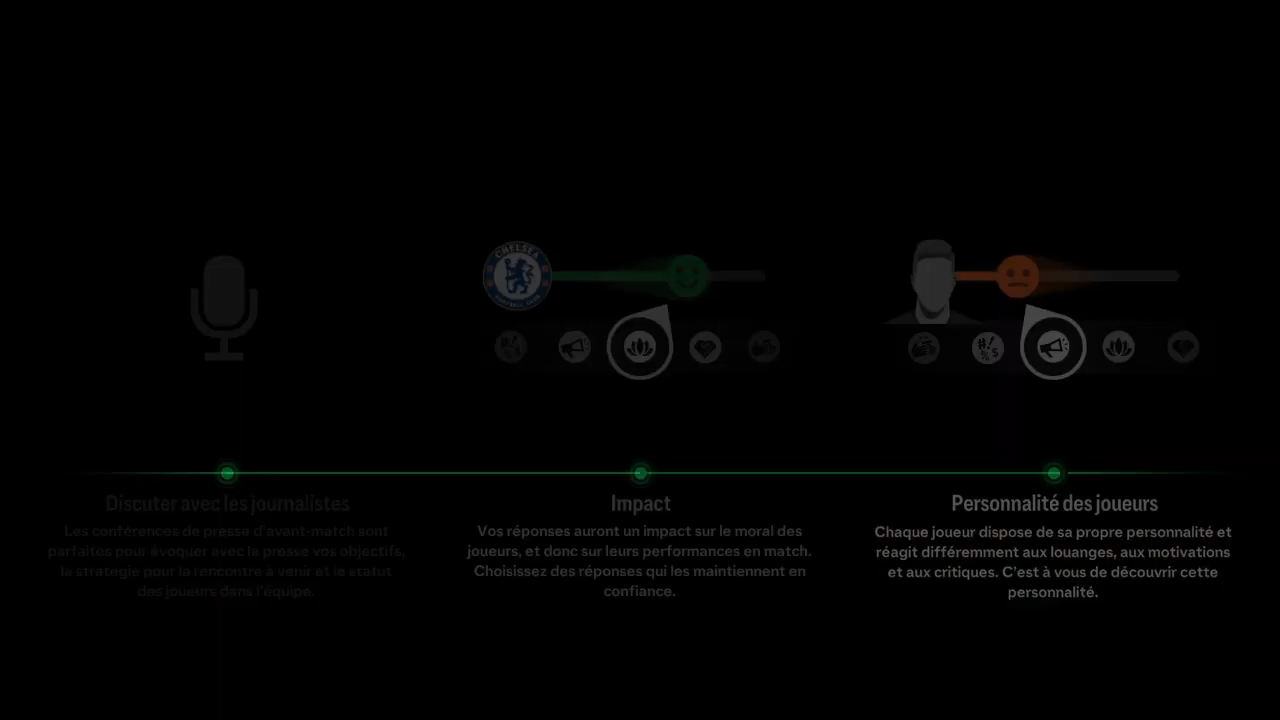 CHELSEA
FOOTBALL CLUB
Discuter avec les journalistes
Les conférences de presse d'avant-match sont
parfaites pour évoquer avec la presse vos objectifs,
la stratégie pour la rencontre à venir et le statut
des joueurs dans l'équipe.
Impact
Vos réponses auront un impact sur le moral des
joueurs, et donc sur leurs performances en match.
Choisissez des réponses qui les maintiennent en
confiance.
#!
%$
Personnalité des joueurs
Chaque joueur dispose de sa propre personnalité et
réagit différemment aux louanges, aux motivations
et aux critiques. C'est à vous de découvrir cette
personnalité.